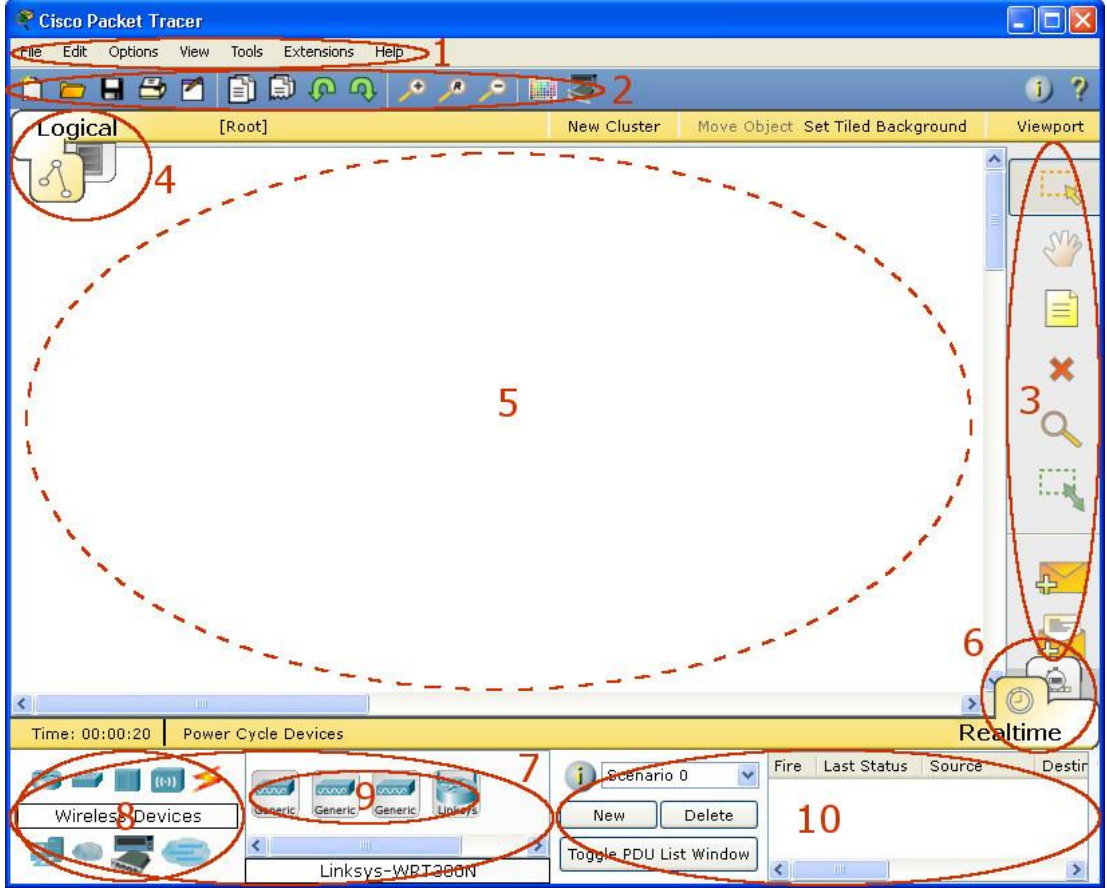 Cisco Packet Tracer
File Edit Options View Tools Extensions Help 1
2 i ?
Logical [Root] New Cluster Move Object Set Tiled Background Viewport
4
R
3
5
6
Time: 00:00:20 Power Cycle Devices Realtime
7
8
Wireless Devices
9
Generic Generic Generic Linksys
Linksys-WRT300N
i Scenario 0
New Delete
Toggle PDU List Window
Fire Last Status Source Destin
10